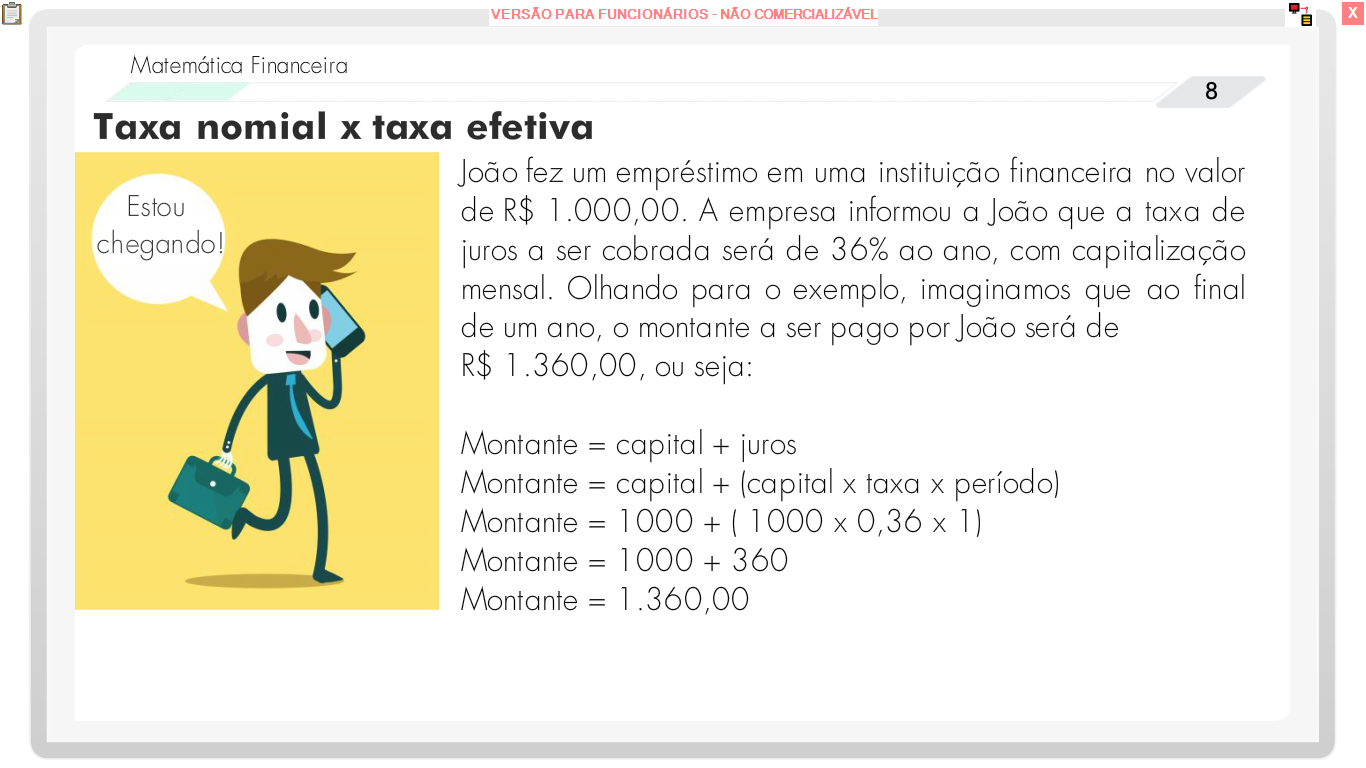 VERSÃO PARA FUNCIONÁRIOS - NÃO COMERCIALIZÁVEL
X
Matemática Financeira
8
Taxa nomial x taxa efetiva
Estou
chegando!
João fez um empréstimo em uma instituição financeira no valor
de R$ 1.000,00. A empresa informou a João que a taxa de
juros a ser cobrada será de 36% ao ano, com capitalização
mensal. Olhando para o exemplo, imaginamos que ao final
de um ano, o montante a ser pago por João será de
R$ 1.360,00, ou seja:
Montante = capital + juros
Montante = capital + (capital x taxa x período)
Montante = 1000 + ( 1000 x 0,36 x 1)
Montante = 1000 + 360
Montante = 1.360,00